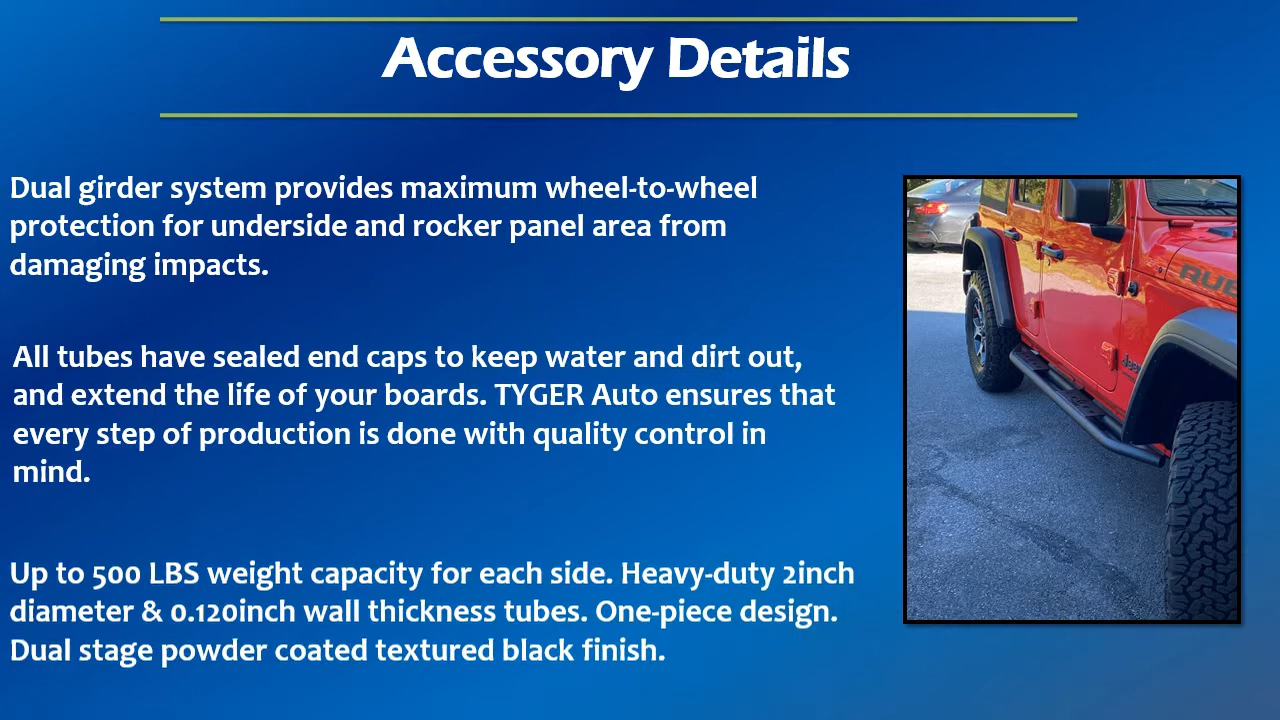 Accessory Details
Dual girder system provides maximum wheel-to-wheel
protection for underside and rocker panel area from
damaging impacts.
All tubes have sealed end caps to keep water and dirt out,
and extend the life of your boards. TYGER Auto ensures that
every step of production is done with quality control in
mind.
Up to 500 LBS weight capacity for each side. Heavy-duty 2inch
diameter & 0.120inch wall thickness tubes. One-piece design.
Dual stage powder coated textured black finish.
RUB
Jeep